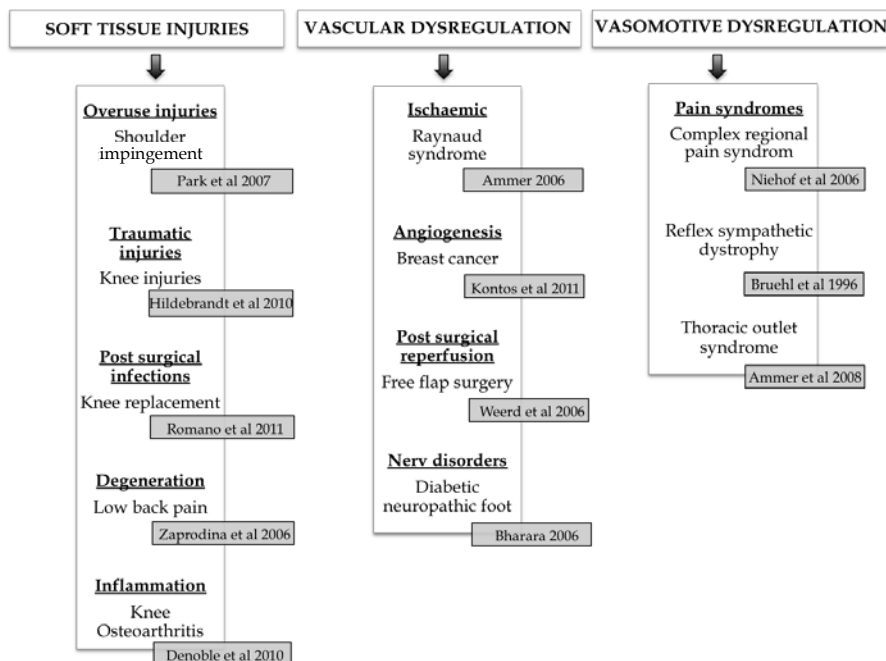 SOFT TISSUE INJURIES
Overuse injuries
Shoulder
impingement
Park et al 2007
Traumatic
injuries
Knee injuries
Hildebrandt et al 2010
Post surgical
infections
Knee replacement
Romano et al 2011
Degeneration
Low back pain
Zaprodina et al 2006
Inflammation
Knee
Osteoarthritis
Denoble et al 2010
VASCULAR DYSREGULATION
Ischaemic
Raynaud
syndrome
Ammer 2006
Angiogenesis
Breast cancer
Kontos et al 2011
Post surgical
reperfusion
Free flap surgery
Weerd et al 2006
Nerv disorders
Diabetic
neuropathic foot
Bharara 2006
VASOMOTIVE DYSREGULATION
Pain syndromes
Complex regional
pain syndrom
Niehof et al 2006
Reflex sympathetic
dystrophy
Bruehl et al 1996
Thoracic outlet
syndrome
Ammer et al 2008